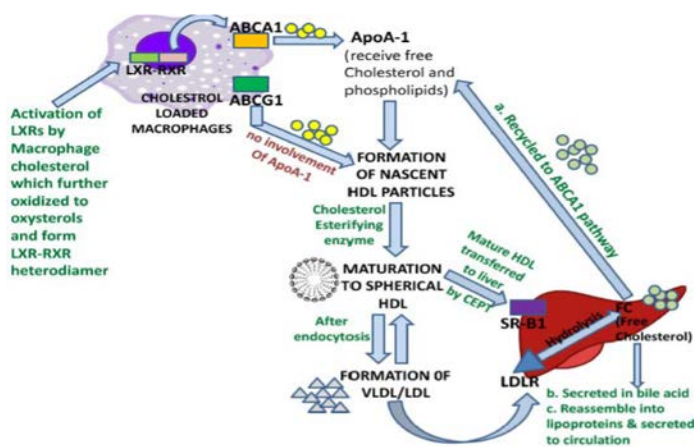 ABCA1
ApoA-1
(receive free
Cholesterol and
phospholipids)
LXR-RXR
CHOLESTROL
LOADED
MACROPHAGES
ABCG1
Activation of
LXRs by
Macrophage
cholesterol
which further
oxidized to
oxysterols
and form
LXR-RXR
heterodiamer
no involvement
Of ApoA-1
a. Recycled to ABCA1 pathway
FORMATION
OF NASCENT
HDL PARTICLES
Cholesterol
Esterifying
enzyme
Mature HDL
transferred
to liver
by CEPT
MATURATION
TO SPHERICAL
HDL
SR-B1
FC
(Free
Cholesterol)
Hydrolysis
After
endocytosis
LDLR
FORMATION 0F
VLDL/LDL
b. Secreted in bile acid
c. Reassemble into
lipoproteins & secreted
to circulation